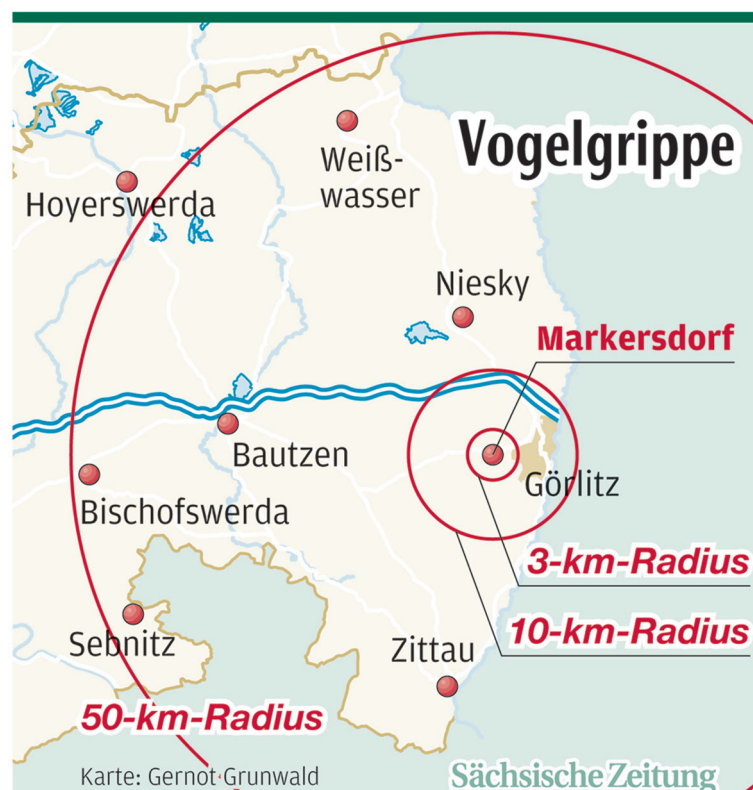 Vogelgrippe
Weiß-
wasser
Hoyerswerda
Niesky
Markersdorf
Bautzen
Görlitz
Bischofswerda
3-km-Radius
10-km-Radius
Sebnitz
Zittau
50-km-Radius
Karte: Gernot Grunwald
Sächsische Zeitung